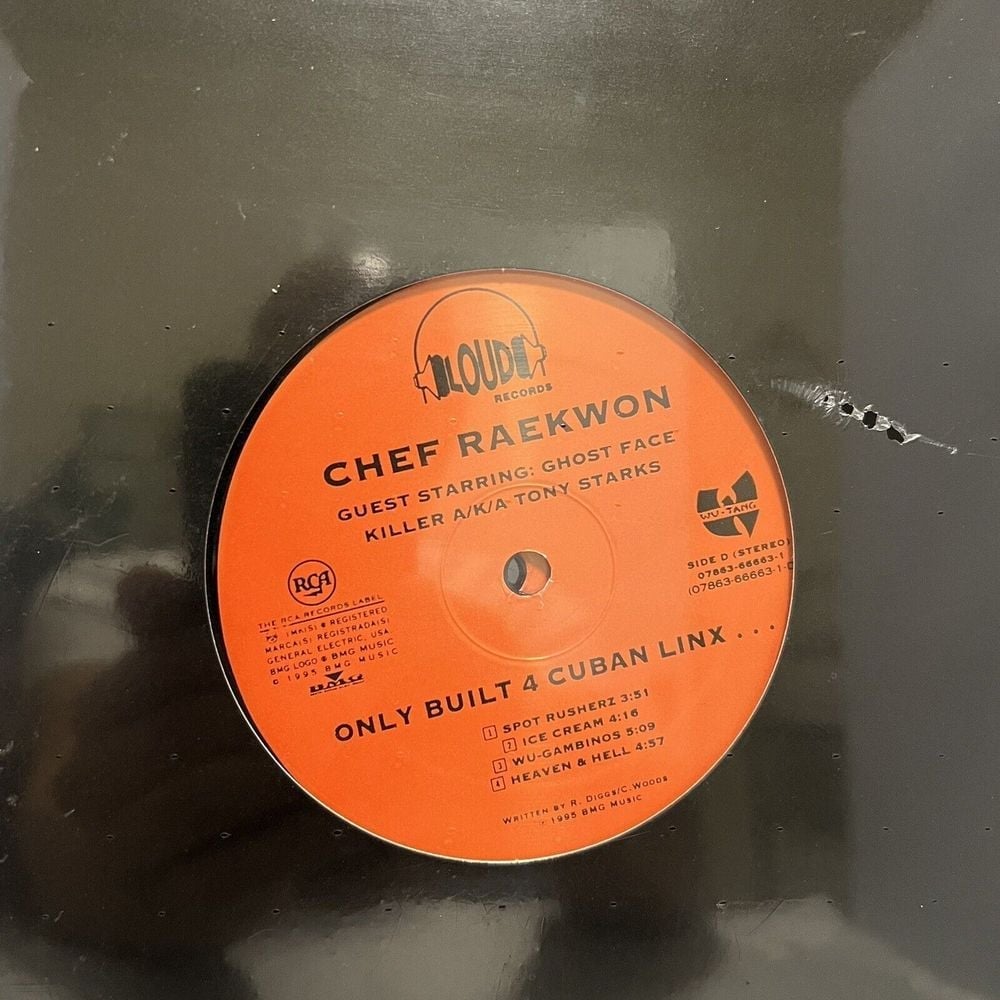 LOUD
RECORDS
CHEF RAEKWON
GUEST STARRING: GHOST FACE
KILLER A/K/A TONY STARKS
WU-TANG
SIDE D (STEREO)
07863-66663-1
(07863-66663-1-D
RCA
THE RCA RECORDS LABEL
TM(S) ® REGISTERED
MARCA(S) REGISTRADA(S)
GENERAL ELECTRIC, USA.
BMG LOGO ® BMG MUSIC
© 1995 BMG MUSIC
BMG
ONLY BUILT 4 CUBAN LINX . . .
1 SPOT RUSHERZ 3:51
2 ICE CREAM 4:16
3 WU-GAMBINOS 5:09
4 HEAVEN & HELL 4:57
WRITTEN BY R. DIGGS/C. WOODS
℗ 1995 BMG MUSIC